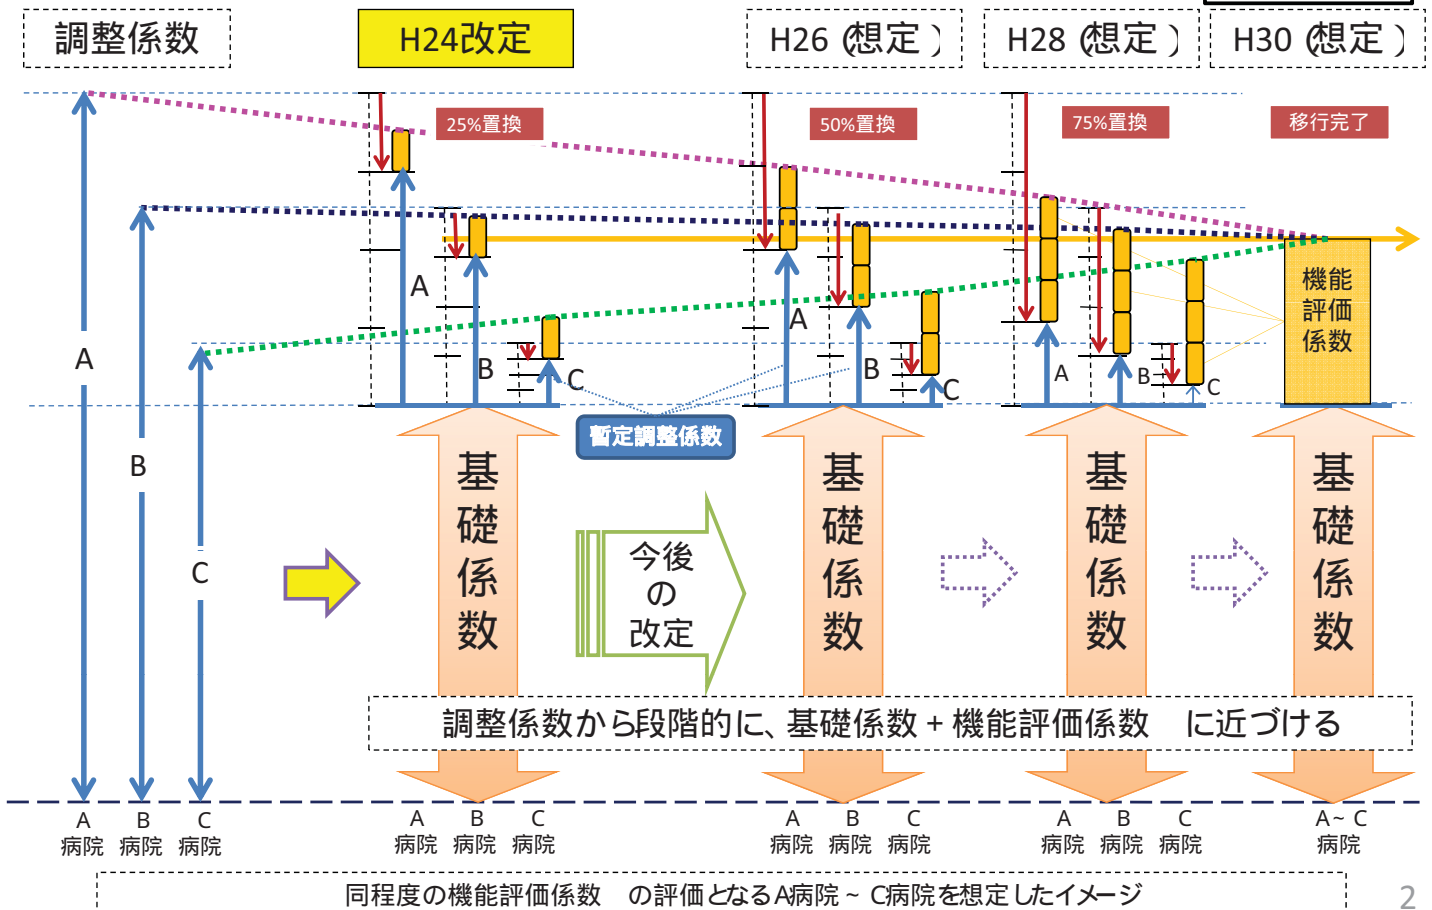 調整係数
H24改定
H26 (想定 )
H28 (想定 )
H30 (想定 )
25%置換
50%置換
75%置換
移行完了
A
B
C
A
B
C
A
B
C
A
B
C
機能
評価
係数
暫定調整係数
基礎係数
基礎係数
基礎係数
基礎係数
今後
の
改定
調整係数から段階的に、基礎係数 + 機能評価係数　に近づける
A
病院
B
病院
C
病院
A
病院
B
病院
C
病院
A
病院
B
病院
C
病院
A
病院
B
病院
C
病院
A~ C
病院
同程度の機能評価係数　の評価となるA病院 ~ C病院を想定したイメージ
2